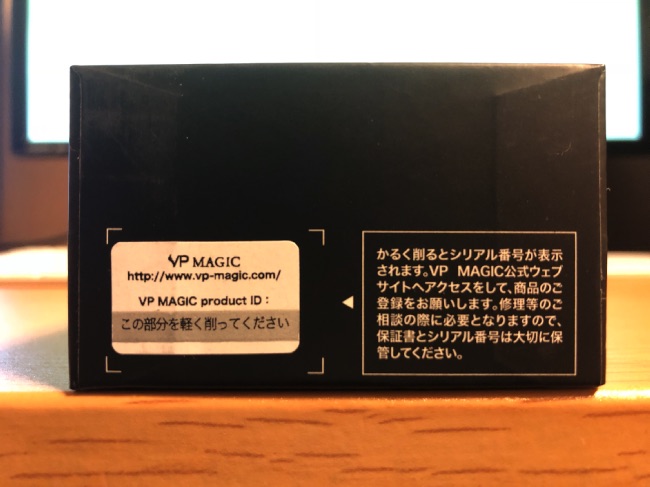 VP MAGIC
http://www.vp-magic.com/
VP MAGIC product ID :
この部分を軽く削ってください
かるく削るとシリアル番号が表示
されます。VP MAGIC公式ウェブ
サイトへアクセスをして、商品のご
登録をお願いします。修理等のご
相談の際に必要となりますので、
保証書とシリアル番号は大切に保
管してください。